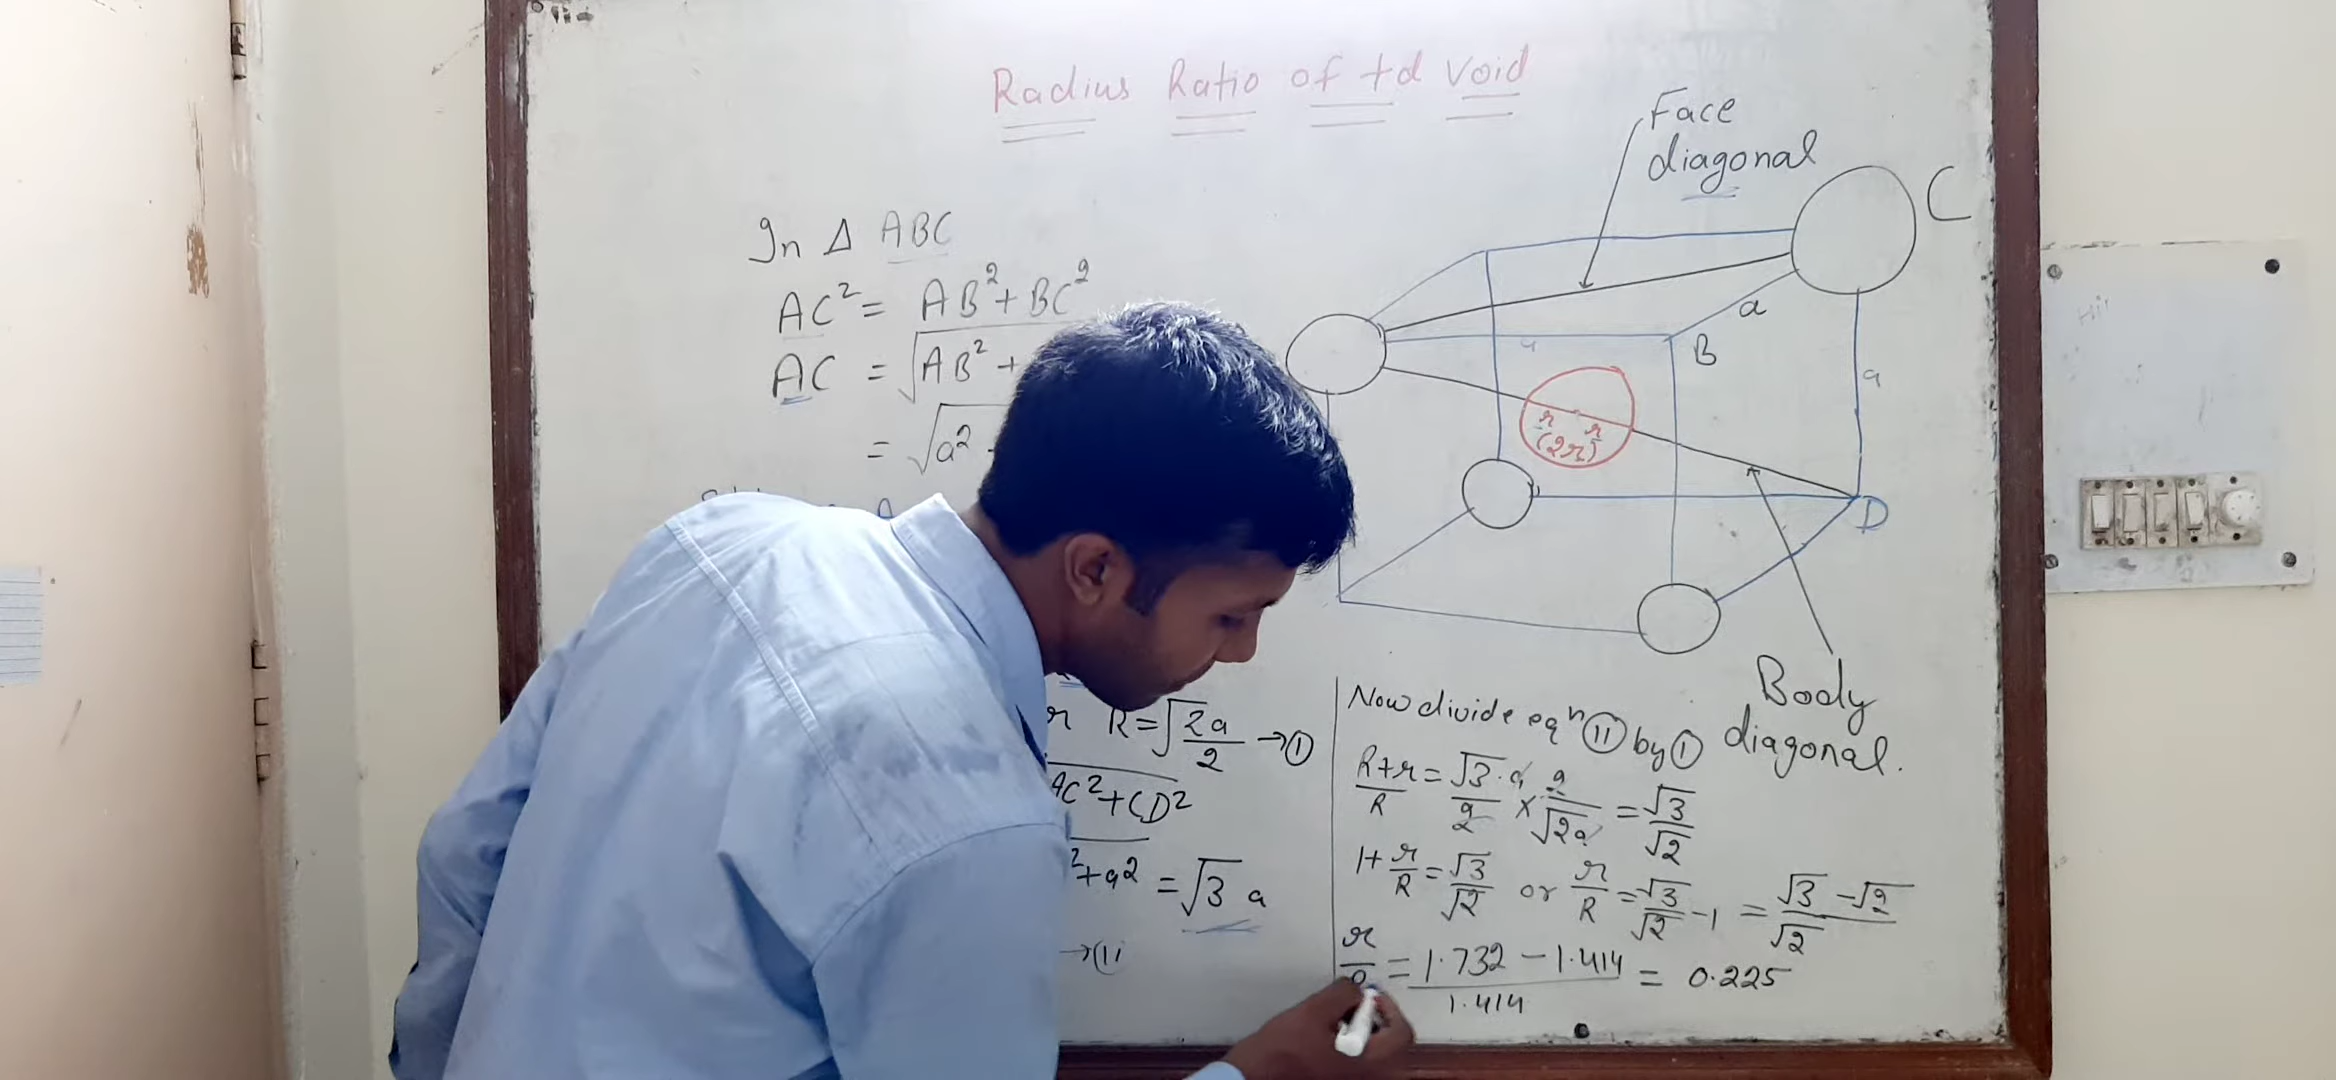 Radius Ratio of td Void
Face
diagonal
C
In Δ ABC
AC² = AB² + BC²
AC = √AB² +
= √a²
a
B
a
a
r r
(2r)
D
Body
diagonal.
R = √2a/2 → ①
AC² + CD²
² + a² = √3 a
→ (11
Now divide eqⁿ ⑪ by ①
R+r/R = √3·a/2 × 2/√2a = √3/√2
1 + r/R = √3/√2 or r/R = √3/√2 - 1 = √3 - √2/√2
r/R = 1.732 - 1.414/1.414 = 0.225